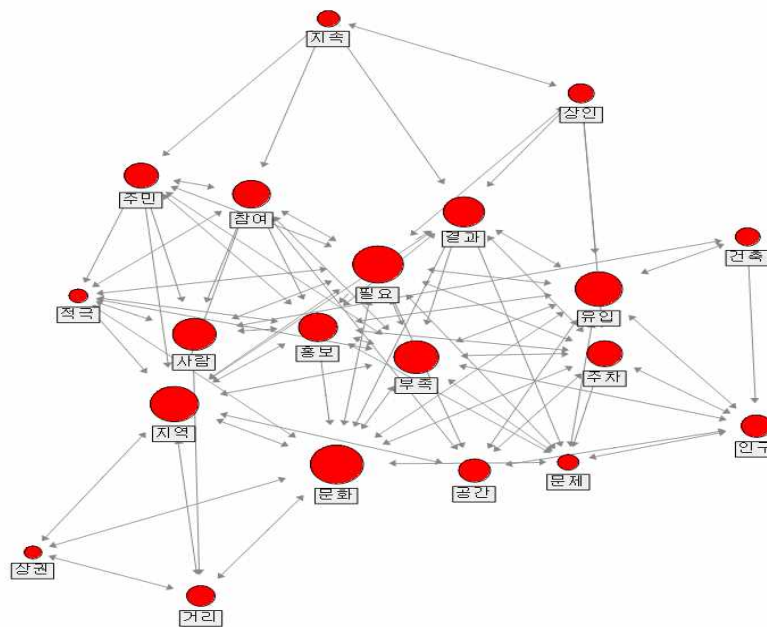 지속
상인
주민
참여
결과
건축
필요
적극
유입
사람
홍보
부족
주차
지역
인구
문화
공간
문제
상권
거리